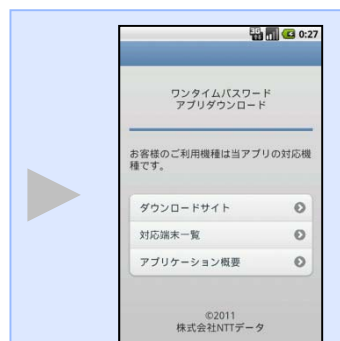 0:27
ワンタイムパスワード
アプリダウンロード
お客様のご利用機種は当アプリの対応機
種です。
ダウンロードサイト
対応端末一覧
アプリケーション概要
©2011
株式会社NTTデータ